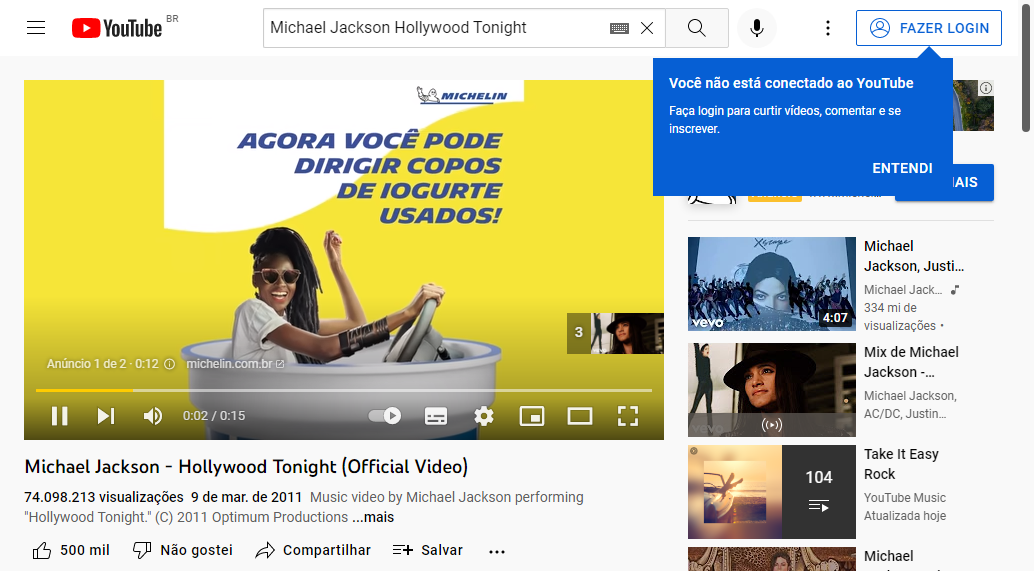 YouTube BR
Michael Jackson Hollywood Tonight
FAZER LOGIN
Você não está conectado ao YouTube
Faça login para curtir vídeos, comentar e se
inscrever.
ENTENDI
MICHELIN
AGORA VOCÊ PODE
DIRIGIR COPOS
DE IOGURTE
USADOS!
3
Anúncio 1 de 2 · 0:12 michelin.com.br
0:02 / 0:15
Michael Jackson - Hollywood Tonight (Official Video)
74.098.213 visualizações 9 de mar. de 2011 Music video by Michael Jackson performing
"Hollywood Tonight." (C) 2011 Optimum Productions ...mais
500 mil Não gostei Compartilhar Salvar ...
Xscape
vevo
4:07
Michael
Jackson, Justi...
Michael Jack...
334 mi de
visualizações •
vevo
Mix de Michael
Jackson -...
Michael Jackson,
AC/DC, Justin...
104
Take It Easy
Rock
YouTube Music
Atualizada hoje
Michael